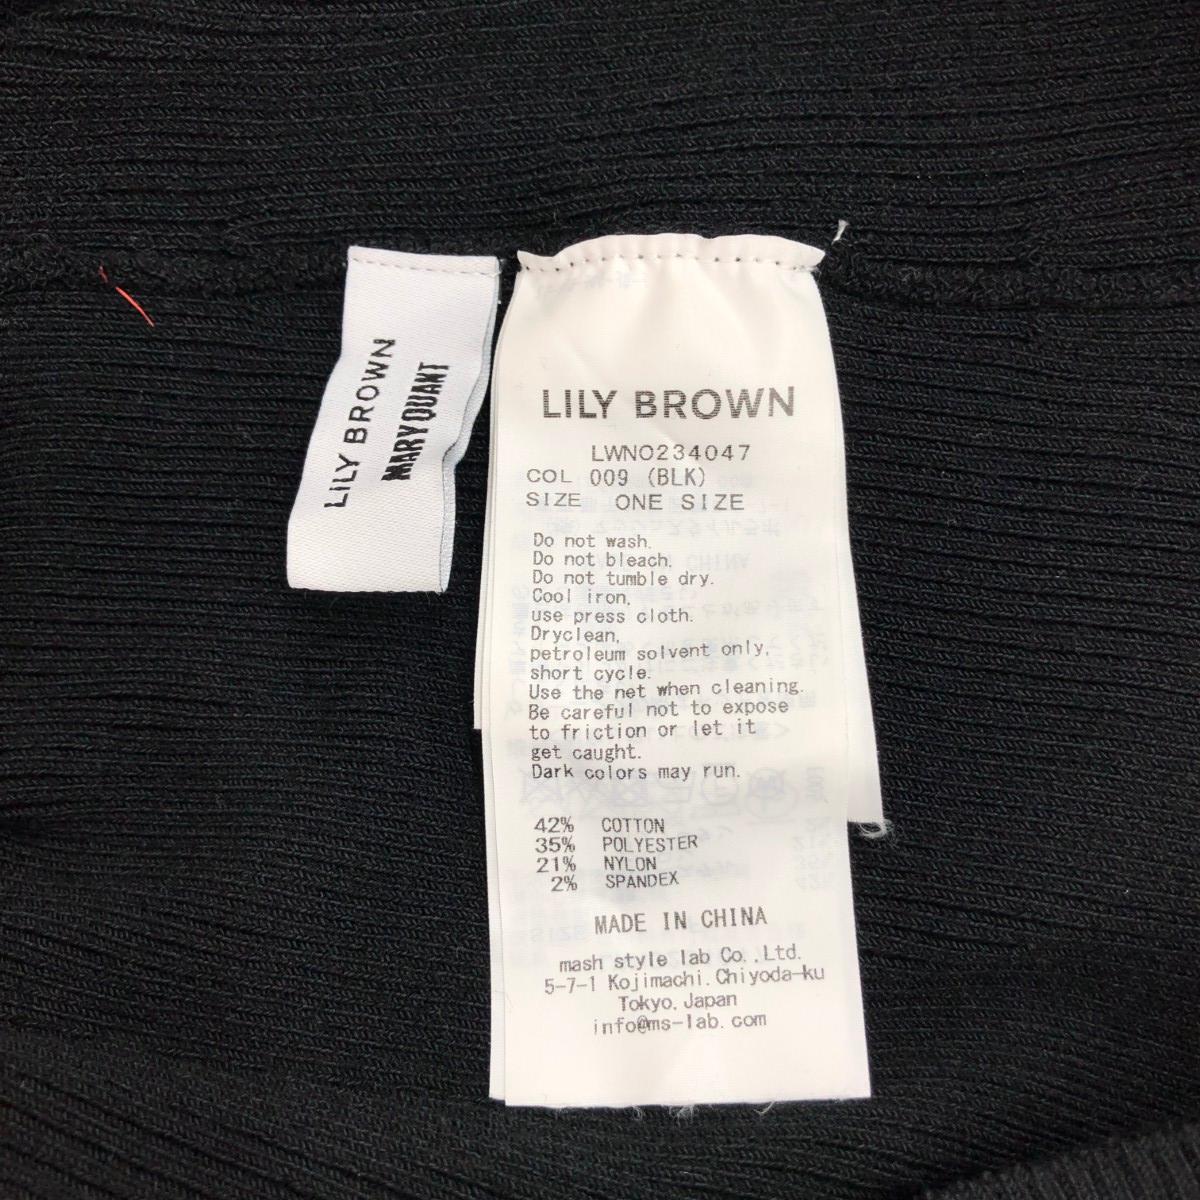 LILY BROWN
MARY QUANT
LILY BROWN
LWNO234047
COL 009 (BLK)
SIZE ONE SIZE
Do not wash.
Do not bleach.
Do not tumble dry.
Cool iron,
use press cloth.
Dryclean,
petroleum solvent only,
short cycle.
Use the net when cleaning.
Be careful not to expose
to friction or let it
get caught.
Dark colors may run.
42% COTTON
35% POLYESTER
21% NYLON
2% SPANDEX
MADE IN CHINA
mash style lab Co.,Ltd.
5-7-1 Kojimachi.Chiyoda-ku
Tokyo,Japan
info@ms-lab.com